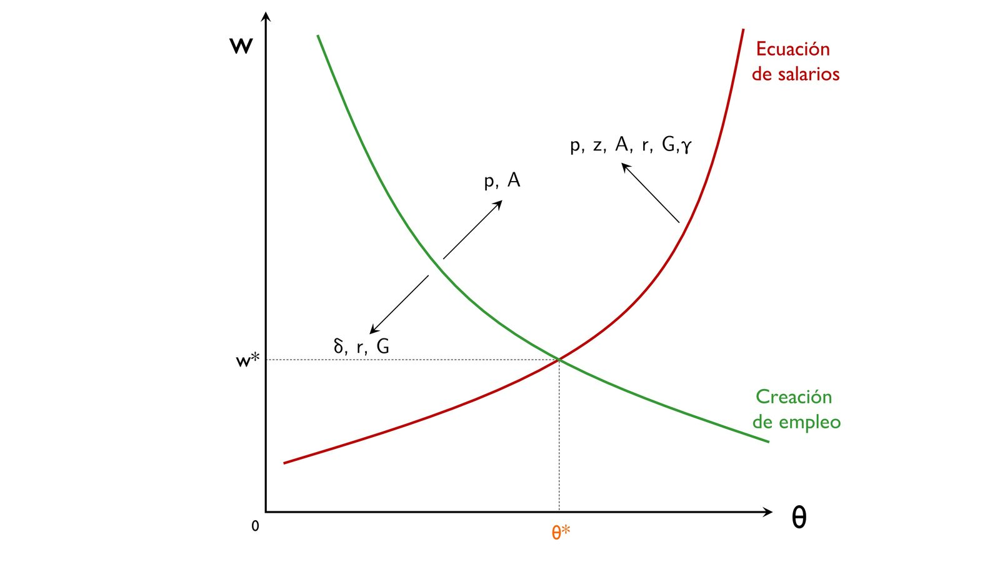 w
Ecuación
de salarios
p, z, A, r, G,γ
p, A
δ, r, G
w*
Creación
de empleo
0
θ*
θ